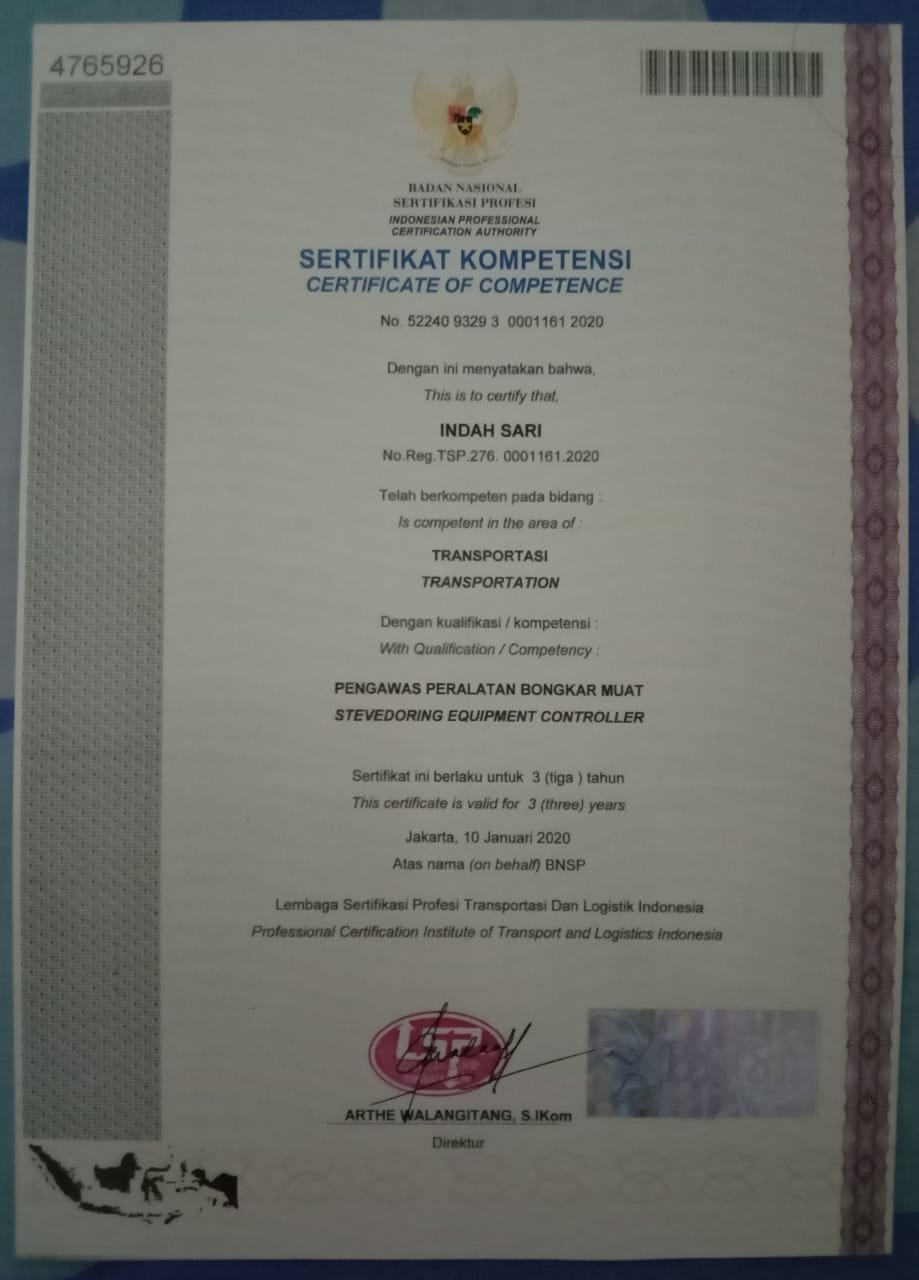 4765926
BADAN NASIONAL
SERTIFIKASI PROFESI
INDONESIAN PROFESSIONAL
CERTIFICATION AUTHORITY
SERTIFIKAT KOMPETENSI
CERTIFICATE OF COMPETENCE
No. 52240 9329 3 0001161 2020
Dengan ini menyatakan bahwa,
This is to certify that,
INDAH SARI
No.Reg.TSP.276. 0001161.2020
Telah berkompeten pada bidang :
Is competent in the area of :
TRANSPORTASI
TRANSPORTATION
Dengan kualifikasi / kompetensi :
With Qualification / Competency :
PENGAWAS PERALATAN BONGKAR MUAT
STEVEDORING EQUIPMENT CONTROLLER
Sertifikat ini berlaku untuk 3 (tiga ) tahun
This certificate is valid for 3 (three) years
Jakarta, 10 Januari 2020
Atas nama (on behalf) BNSP
Lembaga Sertifikasi Profesi Transportasi Dan Logistik Indonesia
Professional Certification Institute of Transport and Logistics Indonesia
ARTHE WALANGITANG, S.IKom
Direktur